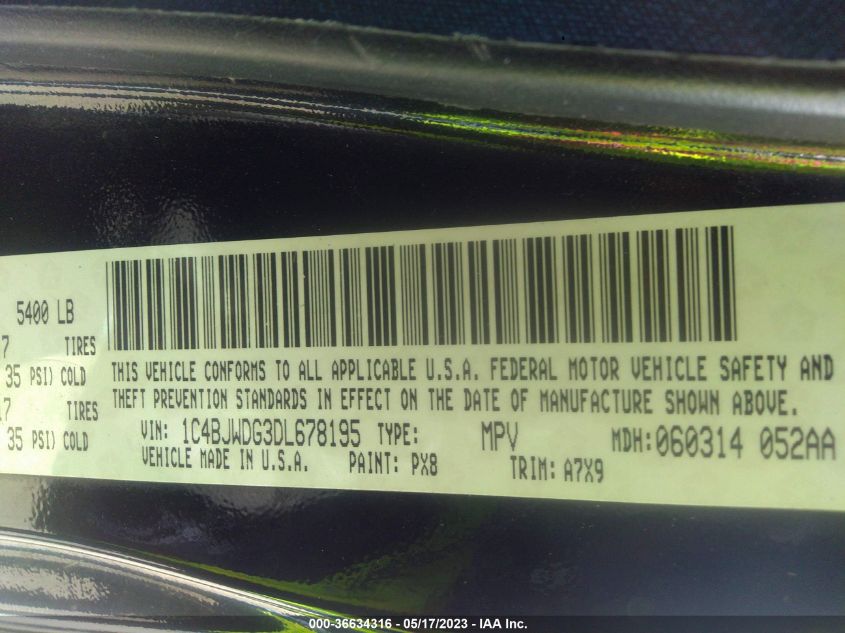 5400 LB
7 TIRES
35 PSI) COLD
17 TIRES
35 PSI) COLD
THIS VEHICLE CONFORMS TO ALL APPLICABLE U.S.A. FEDERAL MOTOR VEHICLE SAFETY AND
THEFT PREVENTION STANDARDS IN EFFECT ON THE DATE OF MANUFACTURE SHOWN ABOVE.
VIN: 1C4BJWDG3DL678195 TYPE: MPV MDH: 060314 052AA
VEHICLE MADE IN U.S.A. PAINT: PX8 TRIM: A7X9
000-36634316 - 05/17/2023 - IAA Inc.